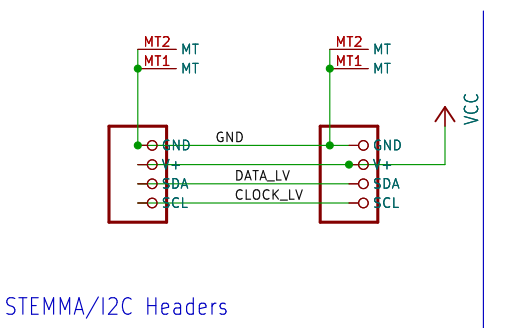 MT2 MT MT2 MT
MT1 MT MT1 MT
VCC
GND GND GND
V+ V+
SDA DATA_LV SDA
SCL CLOCK_LV SCL
STEMMA/I2C Headers